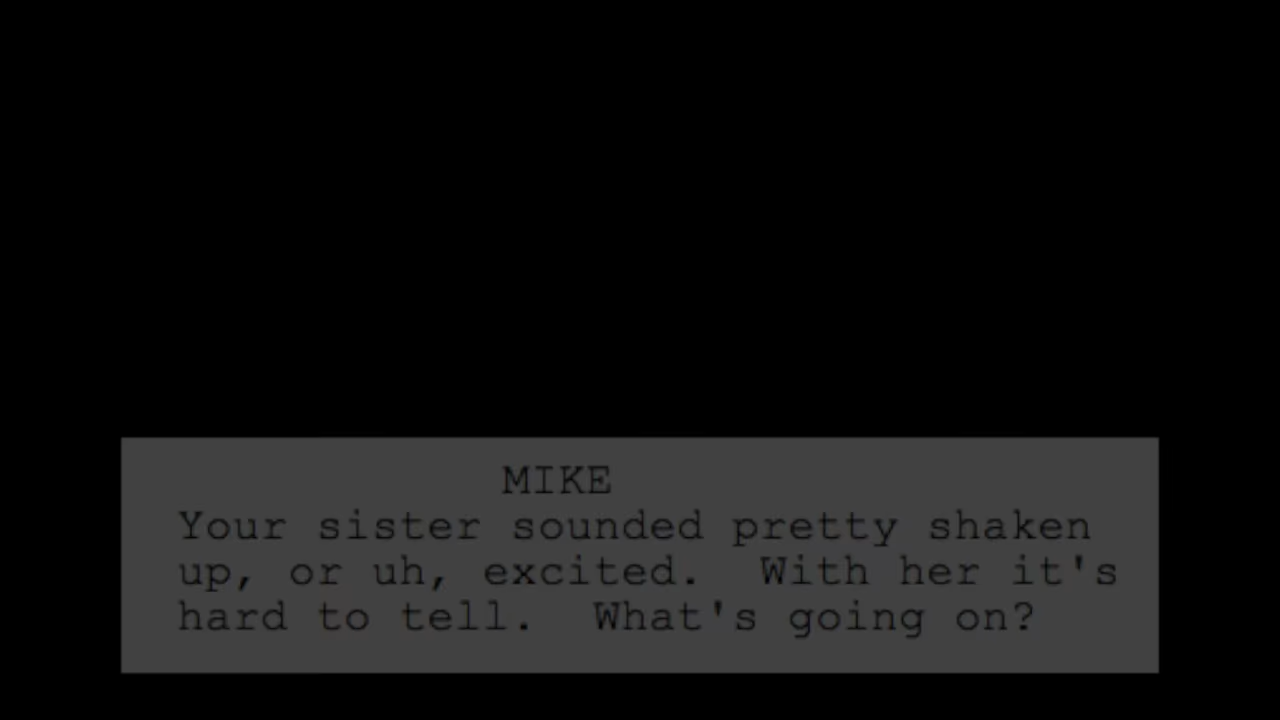 MIKE
Your sister sounded pretty shaken
up, or uh, excited.  With her it's
hard to tell.  What's going on?